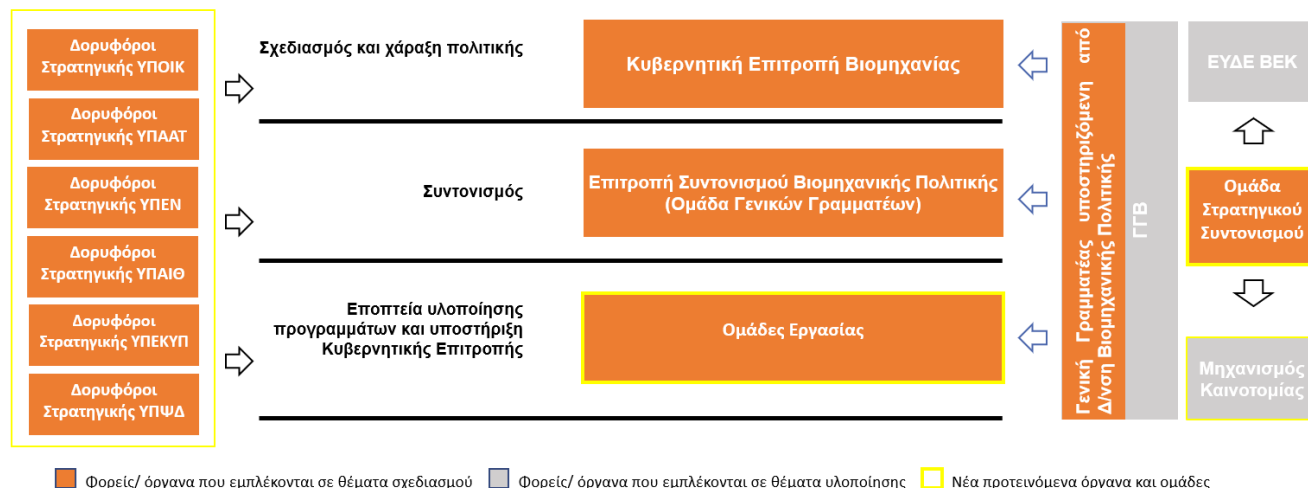 Δορυφόροι
Στρατηγικής ΥΠΟΙΚ
Δορυφόροι
Στρατηγικής ΥΠΑΑΤ
Δορυφόροι
Στρατηγικής ΥΠΕΝ
Δορυφόροι
Στρατηγικής ΥΠΑΙΘ
Δορυφόροι
Στρατηγικής ΥΠΕΚΥΠ
Δορυφόροι
Στρατηγικής ΥΠΨΔ
Σχεδιασμός και χάραξη πολιτικής
Κυβερνητική Επιτροπή Βιομηχανίας
Συντονισμός
Επιτροπή Συντονισμού Βιομηχανικής Πολιτικής
(Ομάδα Γενικών Γραμματέων)
Εποπτεία υλοποίησης
προγραμμάτων και υποστήριξη
Κυβερνητικής Επιτροπής
Ομάδες Εργασίας
Γενική Γραμματέας υποστηριζόμενη από
Δ/νση Βιομηχανικής Πολιτικής
ΓΓΒ
ΕΥΔΕ ΒΕΚ
Ομάδα
Στρατηγικού
Συντονισμού
Μηχανισμός
Καινοτομίας
Φορείς/ όργανα που εμπλέκονται σε θέματα σχεδιασμού
Φορείς/ όργανα που εμπλέκονται σε θέματα υλοποίησης
Νέα προτεινόμενα όργανα και ομάδες